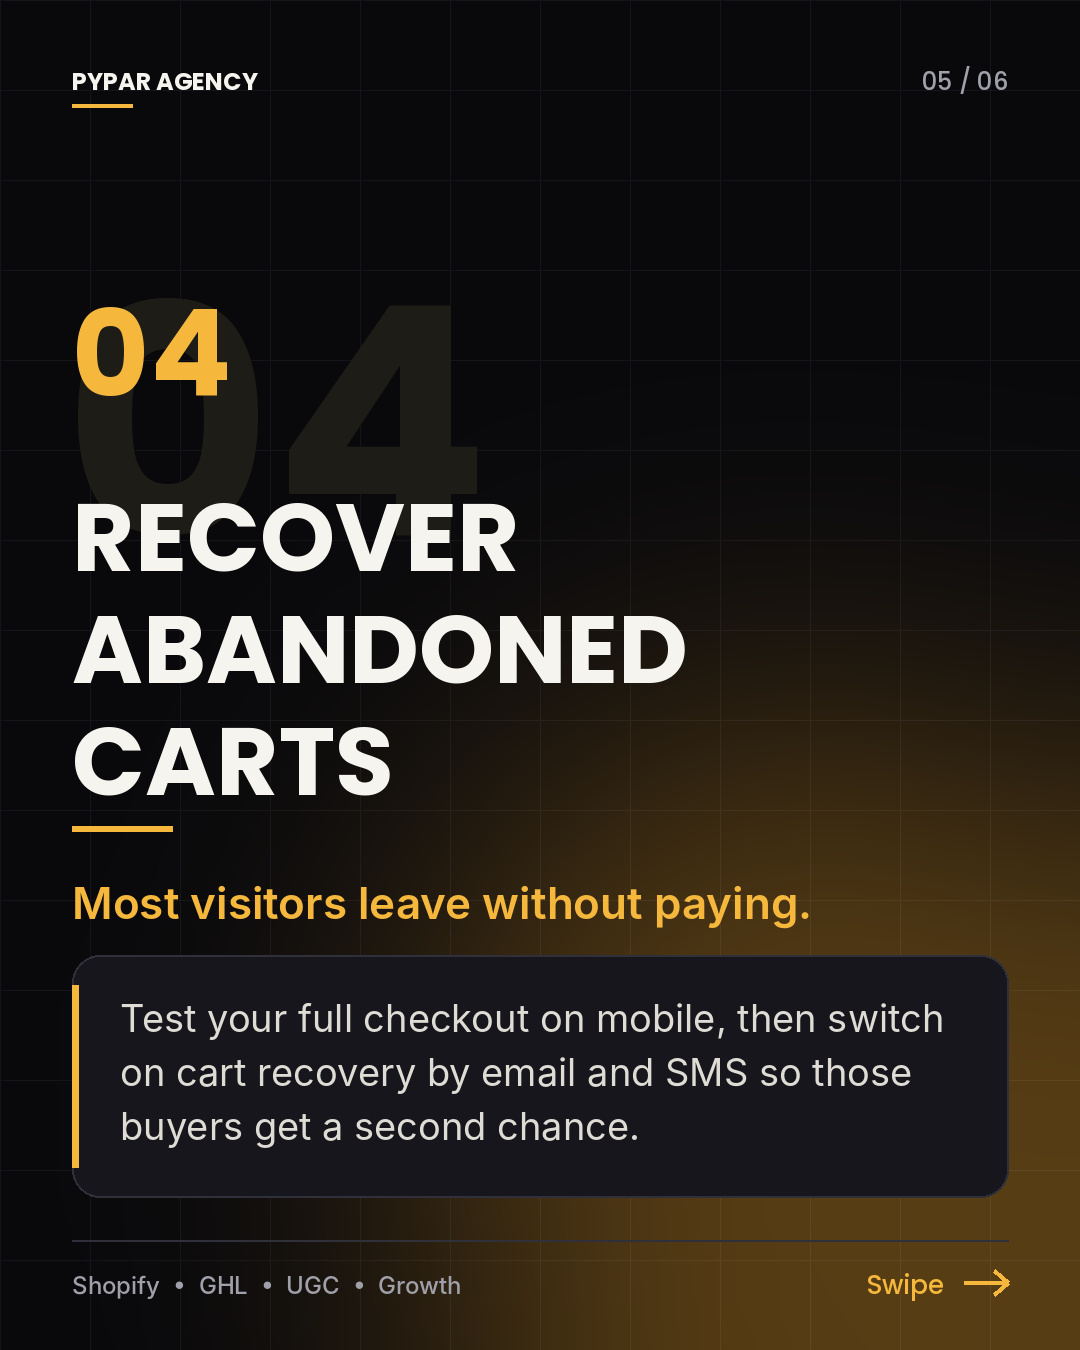 PYPAR AGENCY
05 / 06
04
04
RECOVER
ABANDONED
CARTS
Most visitors leave without paying.
Test your full checkout on mobile, then switch
on cart recovery by email and SMS so those
buyers get a second chance.
Shopify • GHL • UGC • Growth
Swipe →